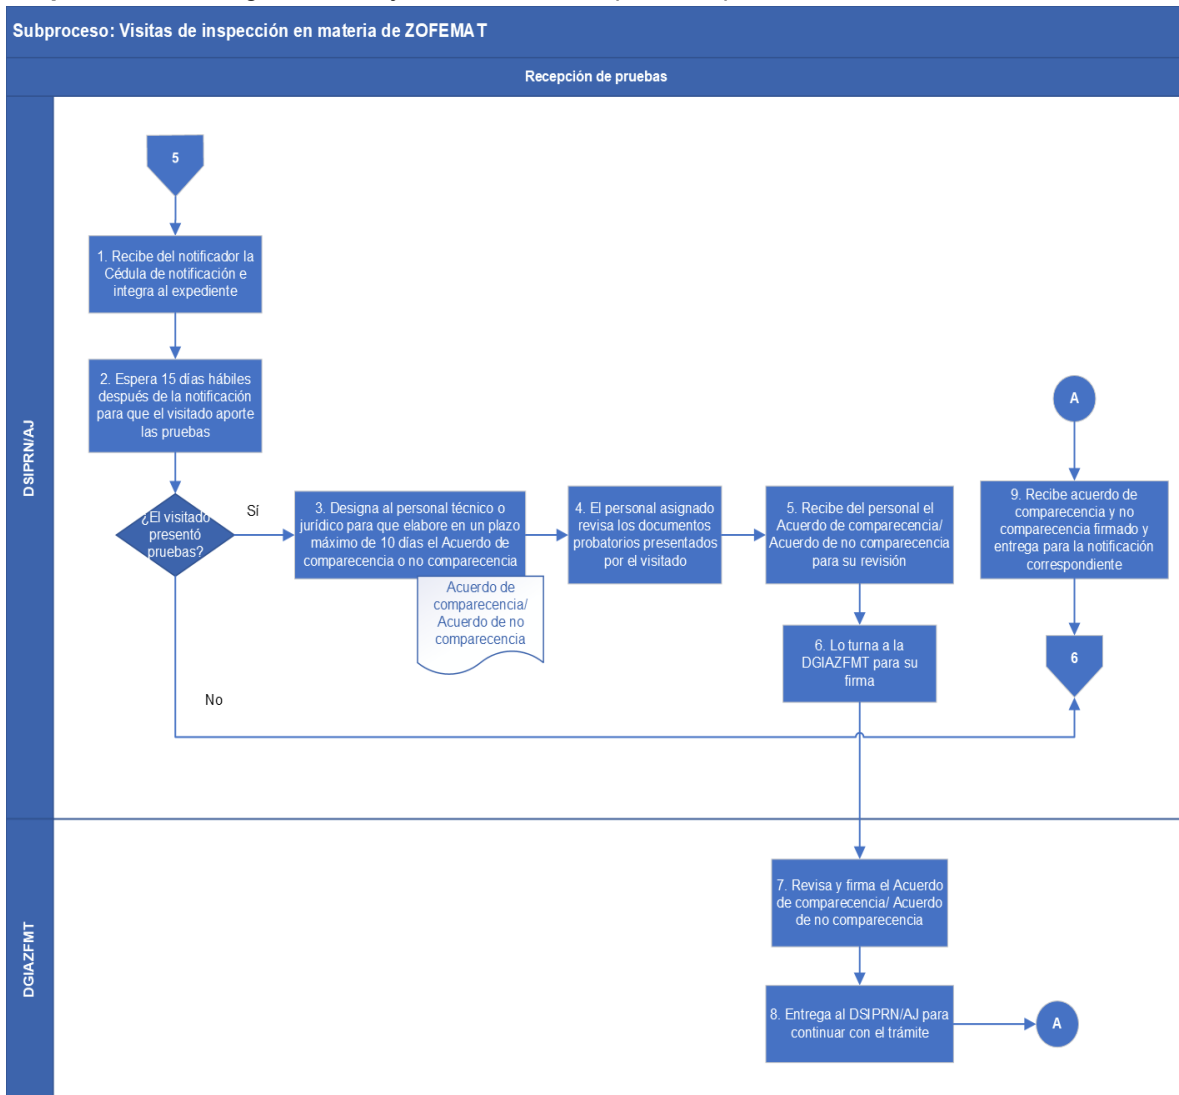 Subproceso: Visitas de inspección en materia de ZOFEMAT
Recepción de pruebas
DSIPRN/AJ
5
1. Recibe del notificador la
Cédula de notificación e
integra al expediente
2. Espera 15 días hábiles
después de la notificación
para que el visitado aporte
las pruebas
¿El visitado
presentó
pruebas?
Sí
No
3. Designa al personal técnico o
jurídico para que elabore en un plazo
máximo de 10 días el Acuerdo de
comparecencia o no comparecencia
Acuerdo de
comparecencia/
Acuerdo de no
comparecencia
4. El personal asignado
revisa los documentos
probatorios presentados
por el visitado
5. Recibe del personal el
Acuerdo de comparecencia/
Acuerdo de no comparecencia
para su revisión
6. Lo turna a la
DGIAZFMT para su
firma
A
9. Recibe acuerdo de
comparecencia y no
comparecencia firmado y
entrega para la notificación
correspondiente
6
DGIAZFMT
7. Revisa y firma el Acuerdo
de comparecencia/ Acuerdo
de no comparecencia
8. Entrega al DSIPRN/AJ para
continuar con el trámite
A